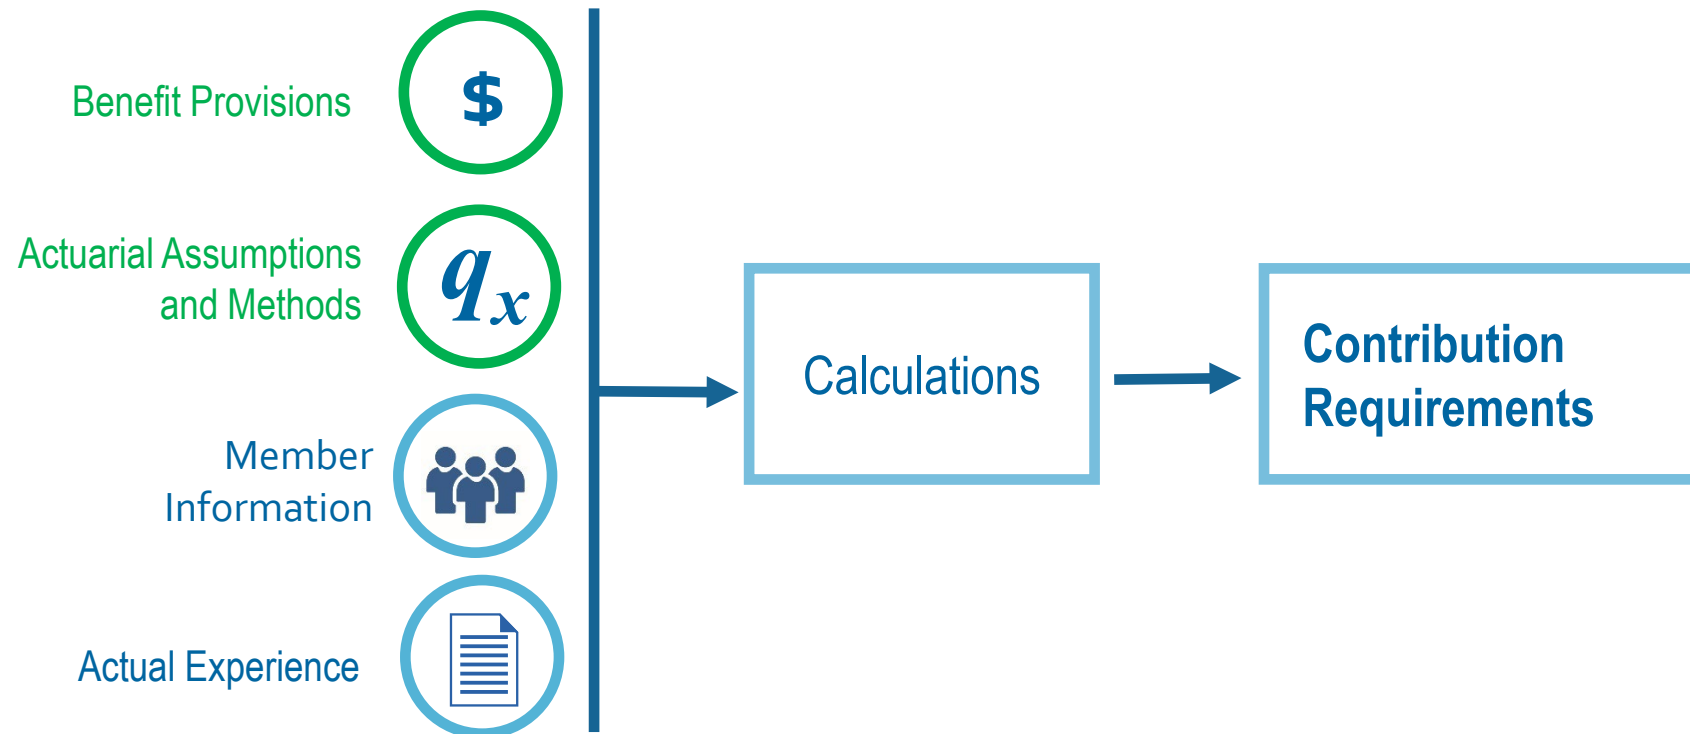 Benefit Provisions
$
Actuarial Assumptions
and Methods
qx
Member
Information
Actual Experience
Calculations
Contribution
Requirements